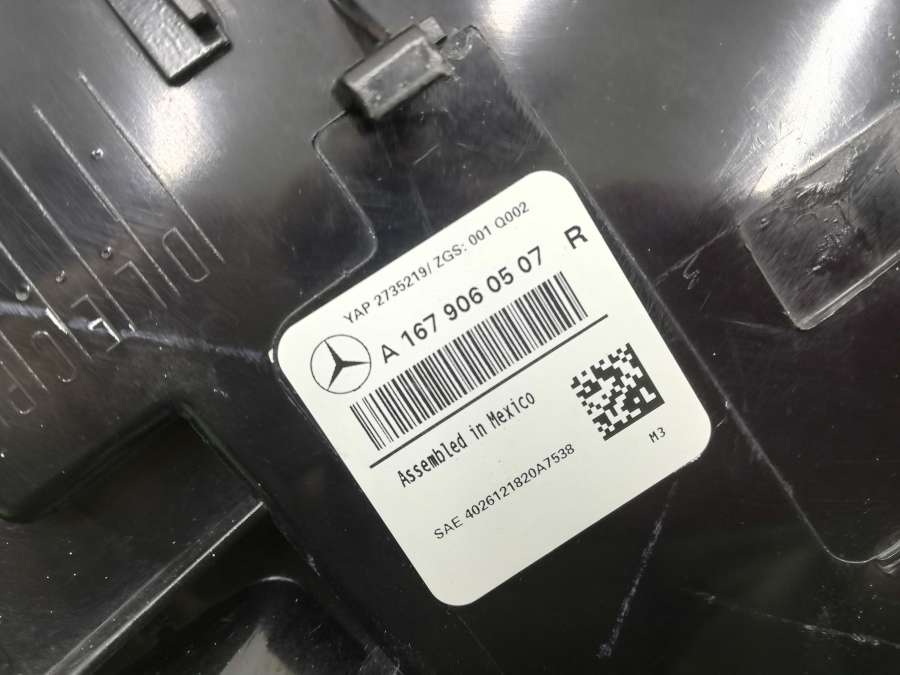 YAP 2735219/ ZGS: 001 Q002
A 167 906 05 07 R
Assembled in Mexico
M3
SAE 4026121820A7538